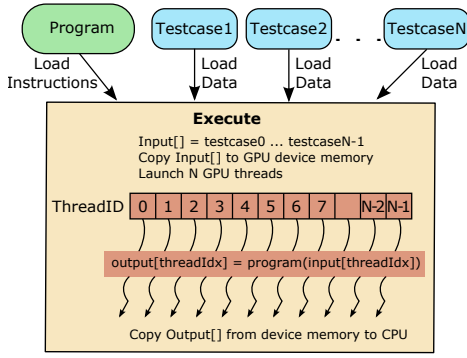 Program
Testcase1
Testcase2
. . .
TestcaseN
Load
Instructions
Load
Data
Load
Data
Load
Data
Execute
Input[] = testcase0 ... testcaseN-1
Copy Input[] to GPU device memory
Launch N GPU threads
ThreadID 0 1 2 3 4 5 6 7 N-2 N-1
output[threadIdx] = program(input[threadIdx])
Copy Output[] from device memory to CPU